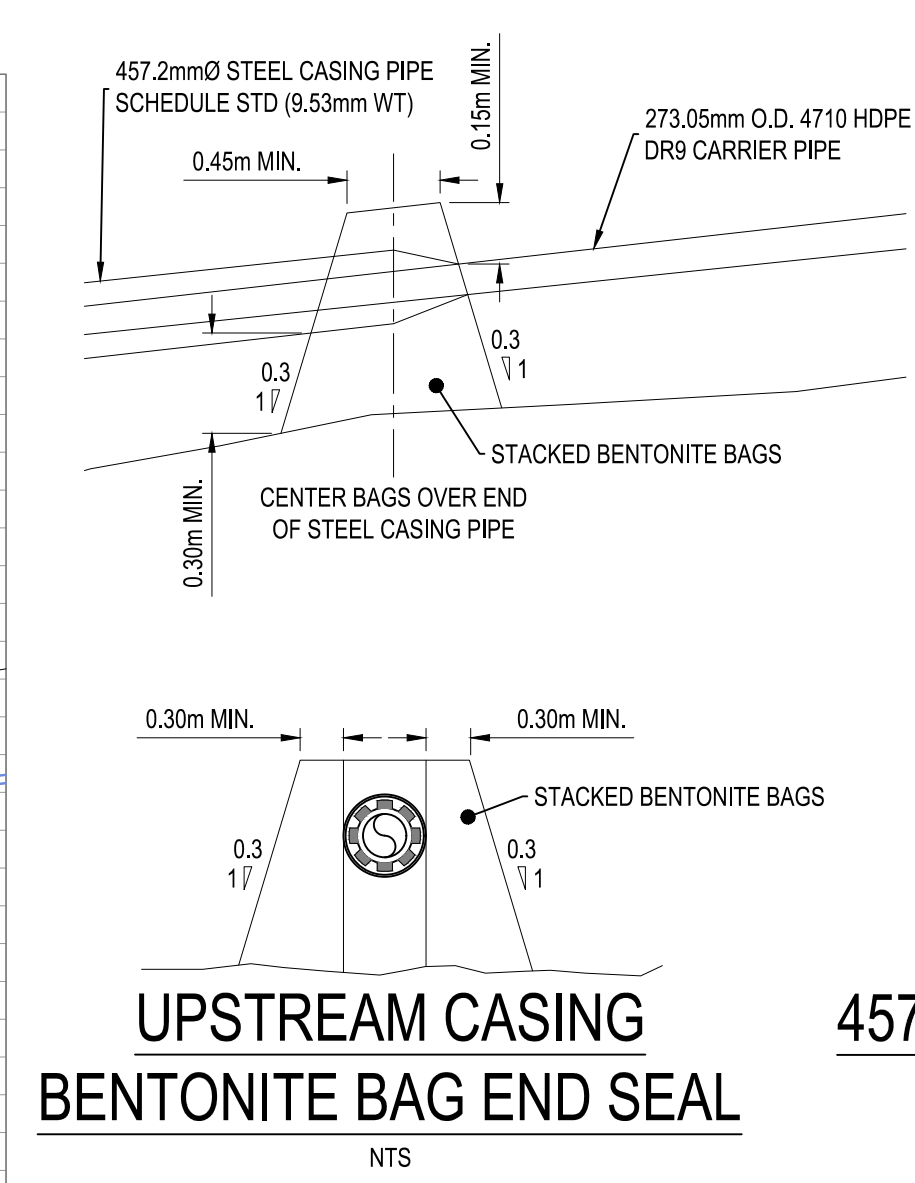 457.2mmØ STEEL CASING PIPE
SCHEDULE STD (9.53mm WT)
0.15m MIN.
273.05mm O.D. 4710 HDPE
DR9 CARRIER PIPE
0.45m MIN.
0.3
1
0.3
1
STACKED BENTONITE BAGS
CENTER BAGS OVER END
OF STEEL CASING PIPE
0.30m MIN.
0.30m MIN.
0.30m MIN.
STACKED BENTONITE BAGS
0.3
1
0.3
1
UPSTREAM CASING
BENTONITE BAG END SEAL
NTS
457